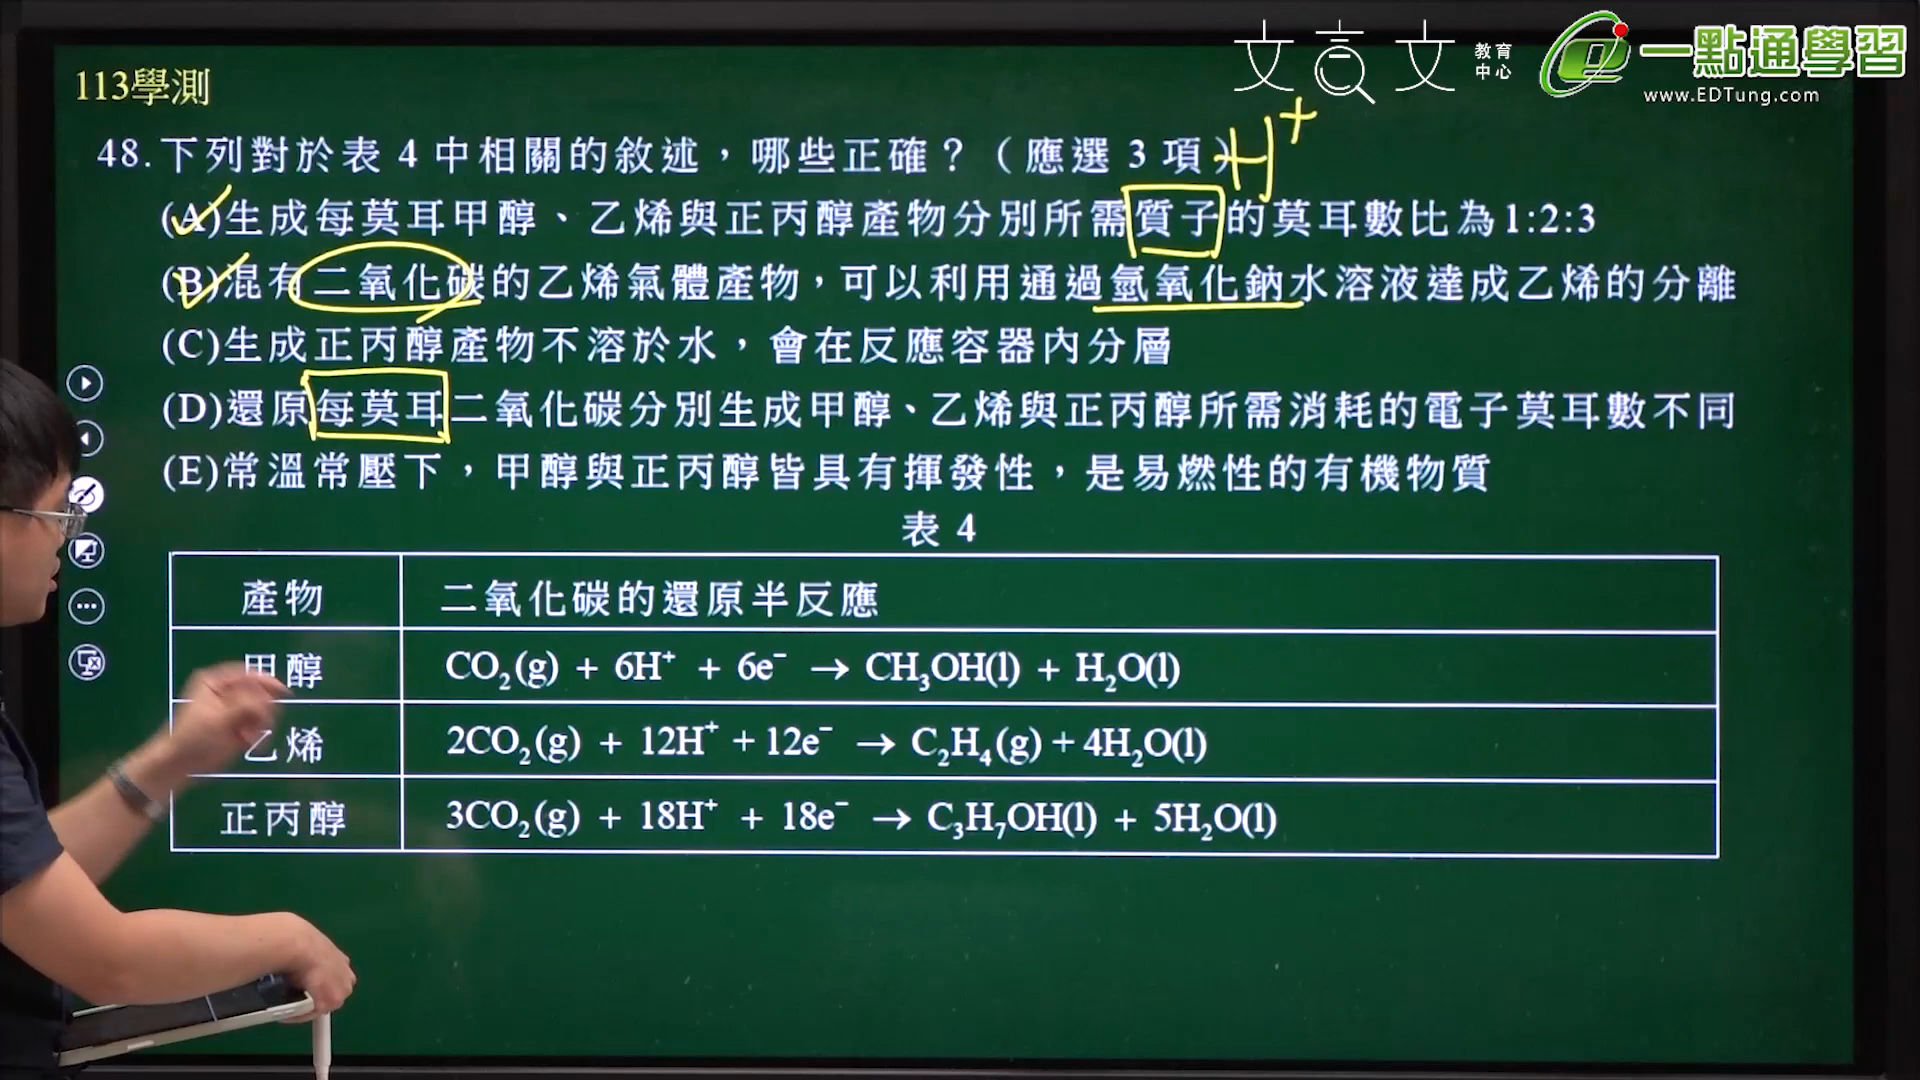 文言文 教育中心
一點通學習
www.EDTung.com
113學測
H⁺
48.下列對於表 4 中相關的敘述，哪些正確？（應選 3 項）
(A)生成每莫耳甲醇、乙烯與正丙醇產物分別所需質子的莫耳數比為1:2:3
(B)混有二氧化碳的乙烯氣體產物，可以利用通過氫氧化鈉水溶液達成乙烯的分離
(C)生成正丙醇產物不溶於水，會在反應容器內分層
(D)還原每莫耳二氧化碳分別生成甲醇、乙烯與正丙醇所需消耗的電子莫耳數不同
(E)常溫常壓下，甲醇與正丙醇皆具有揮發性，是易燃性的有機物質
表 4
產物 二氧化碳的還原半反應
甲醇 CO₂(g) + 6H⁺ + 6e⁻ → CH₃OH(l) + H₂O(l)
乙烯 2CO₂(g) + 12H⁺ + 12e⁻ → C₂H₄(g) + 4H₂O(l)
正丙醇 3CO₂(g) + 18H⁺ + 18e⁻ → C₃H₇OH(l) + 5H₂O(l)